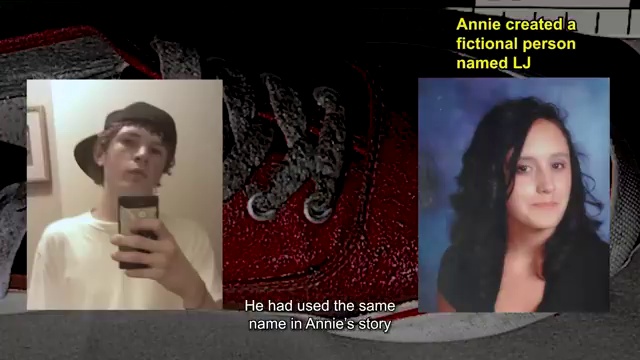 Annie created a
fictional person
named LJ
He had used the same
name in Annie's story